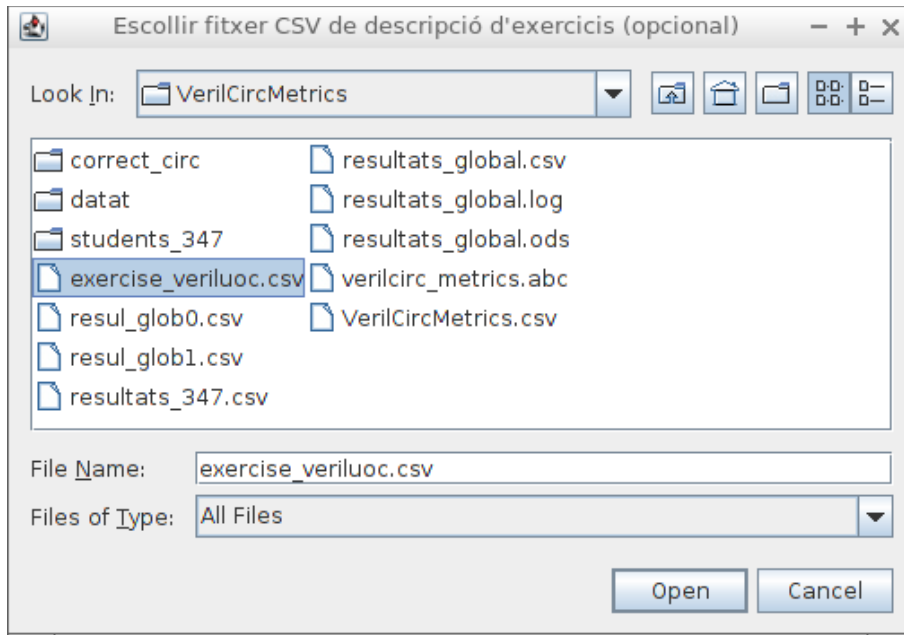 Escollir fitxer CSV de descripció d'exercicis (opcional)
Look In: VerilCircMetrics
correct_circ
datat
students_347
exercise_veriluoc.csv
resul_glob0.csv
resul_glob1.csv
resultats_347.csv
resultats_global.csv
resultats_global.log
resultats_global.ods
verilcirc_metrics.abc
VerilCircMetrics.csv
File Name: exercise_veriluoc.csv
Files of Type: All Files
Open Cancel